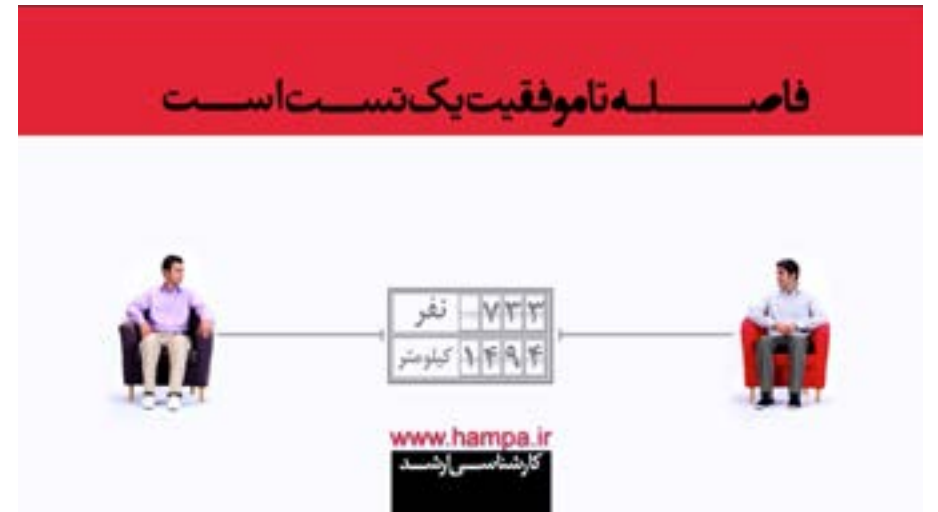 فاصله تا موفقیت یک تست است
۷۳۳ نفر
۱۴۹۴ کیلومتر
www.hampa.ir
کارشناسی ارشد